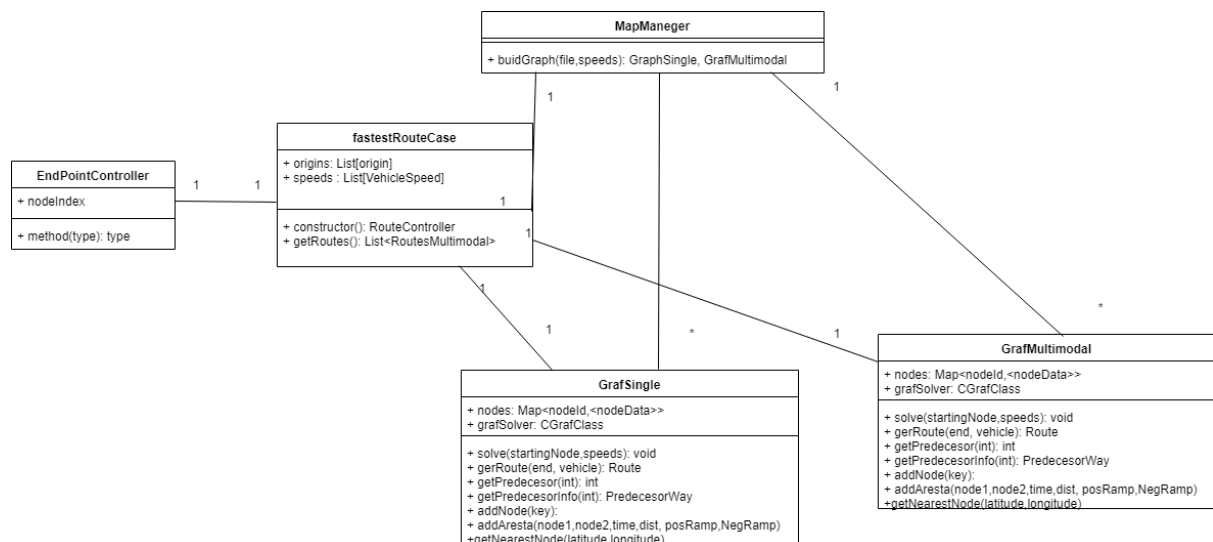 MapManeger
+ buidGraph(file,speeds): GraphSingle, GrafMultimodal
1
1
fastestRouteCase
+ origins: List[origin]
+ speeds : List[VehicleSpeed]
+ constructor(): RouteController
+ getRoutes(): List<RoutesMultimodal>
EndPointController
+ nodeIndex
+ method(type): type
1
1
1
1
1
1
*
1
*
GrafMultimodal
+ nodes: Map<nodeId,<nodeData>>
+ grafSolver: CGrafClass
+ solve(startingNode,speeds): void
+ gerRoute(end, vehicle): Route
+ getPredecesor(int): int
+ getPredecesorInfo(int): PredecesorWay
+ addNode(key):
+ addAresta(node1,node2,time,dist, posRamp,NegRamp)
+getNearestNode(latitude,longitude)
GrafSingle
+ nodes: Map<nodeId,<nodeData>>
+ grafSolver: CGrafClass
+ solve(startingNode,speeds): void
+ gerRoute(end, vehicle): Route
+ getPredecesor(int): int
+ getPredecesorInfo(int): PredecesorWay
+ addNode(key):
+ addAresta(node1,node2,time,dist, posRamp,NegRamp)
+getNearestNode(latitude,longitude)